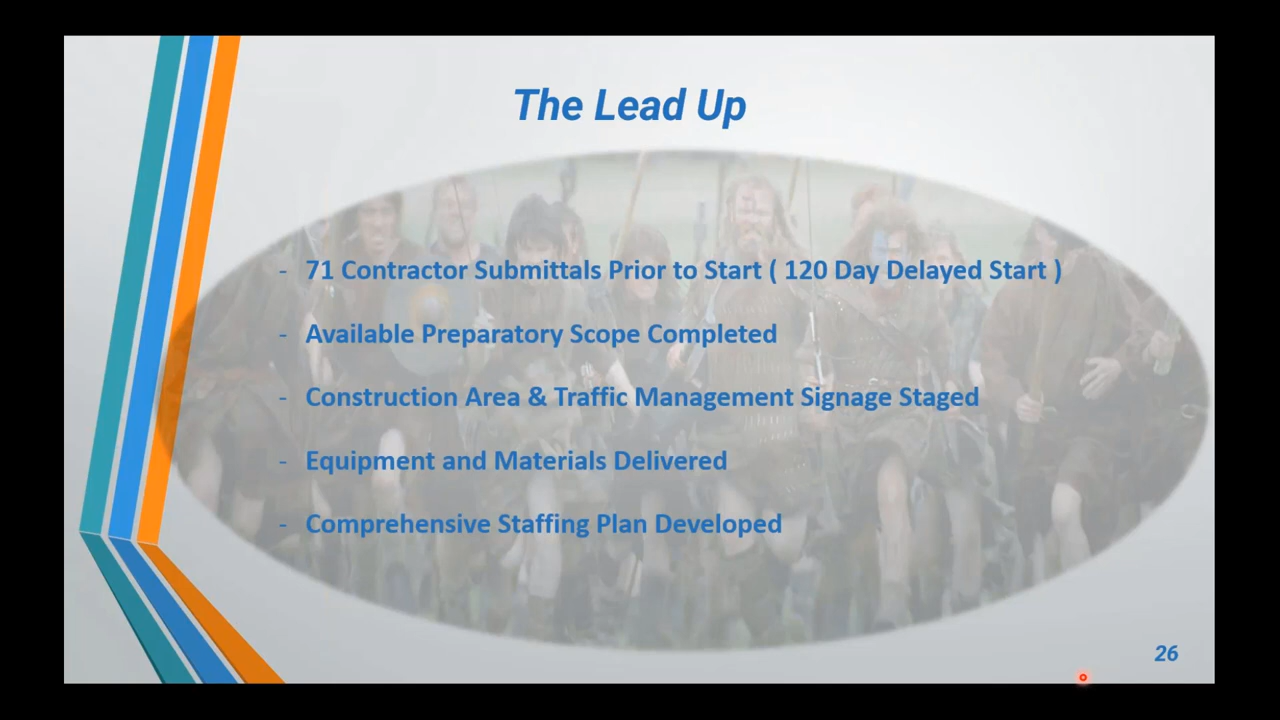 The Lead Up
- 71 Contractor Submittals Prior to Start ( 120 Day Delayed Start )
- Available Preparatory Scope Completed
- Construction Area & Traffic Management Signage Staged
- Equipment and Materials Delivered
- Comprehensive Staffing Plan Developed
26